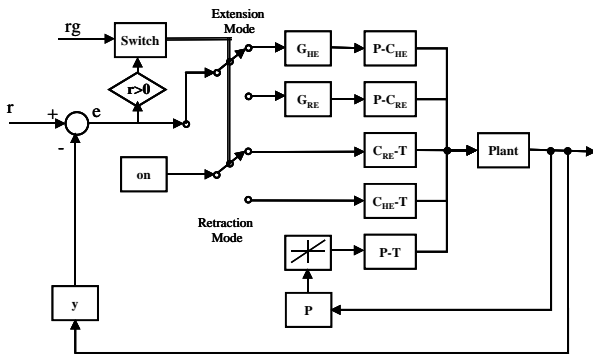 Extension
Mode
rg
Switch
G_HE
P-C_HE
r>0
G_RE
P-C_RE
r
+
e
-
C_RE-T
Plant
on
C_HE-T
Retraction
Mode
P-T
y
P